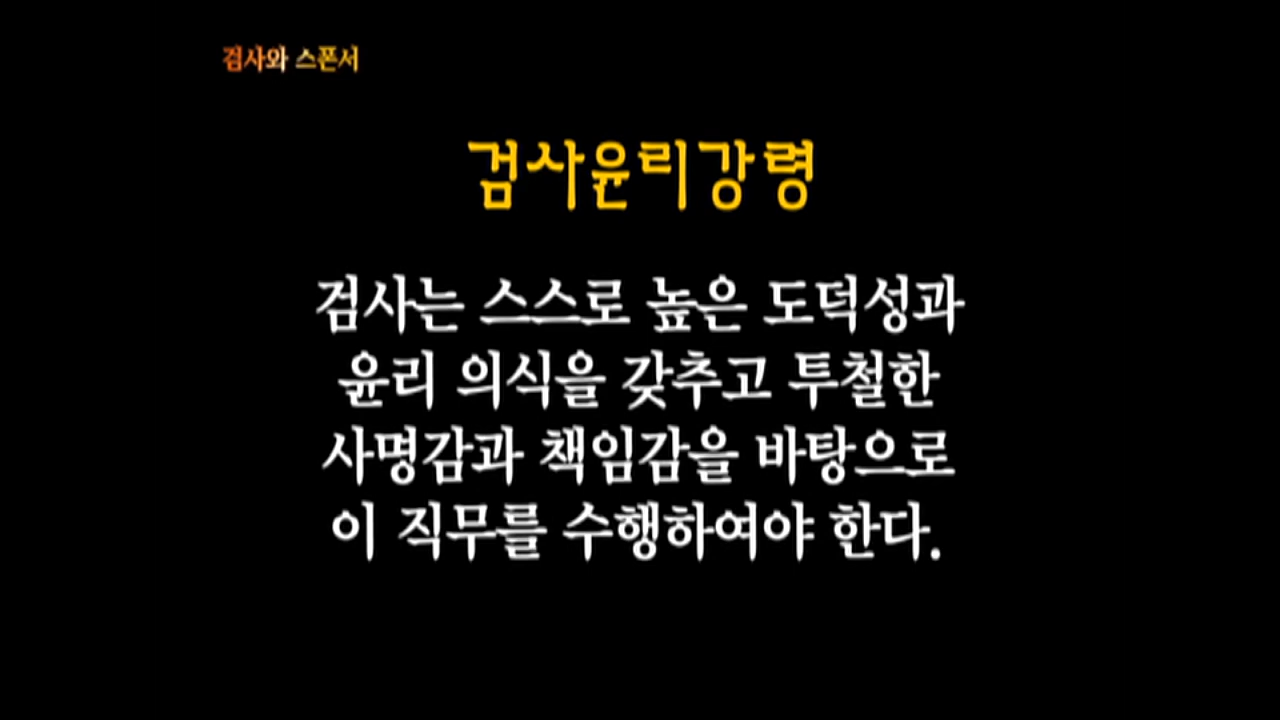 검사와 스폰서
검사윤리강령
검사는 스스로 높은 도덕성과
윤리 의식을 갖추고 투철한
사명감과 책임감을 바탕으로
이 직무를 수행하여야 한다.